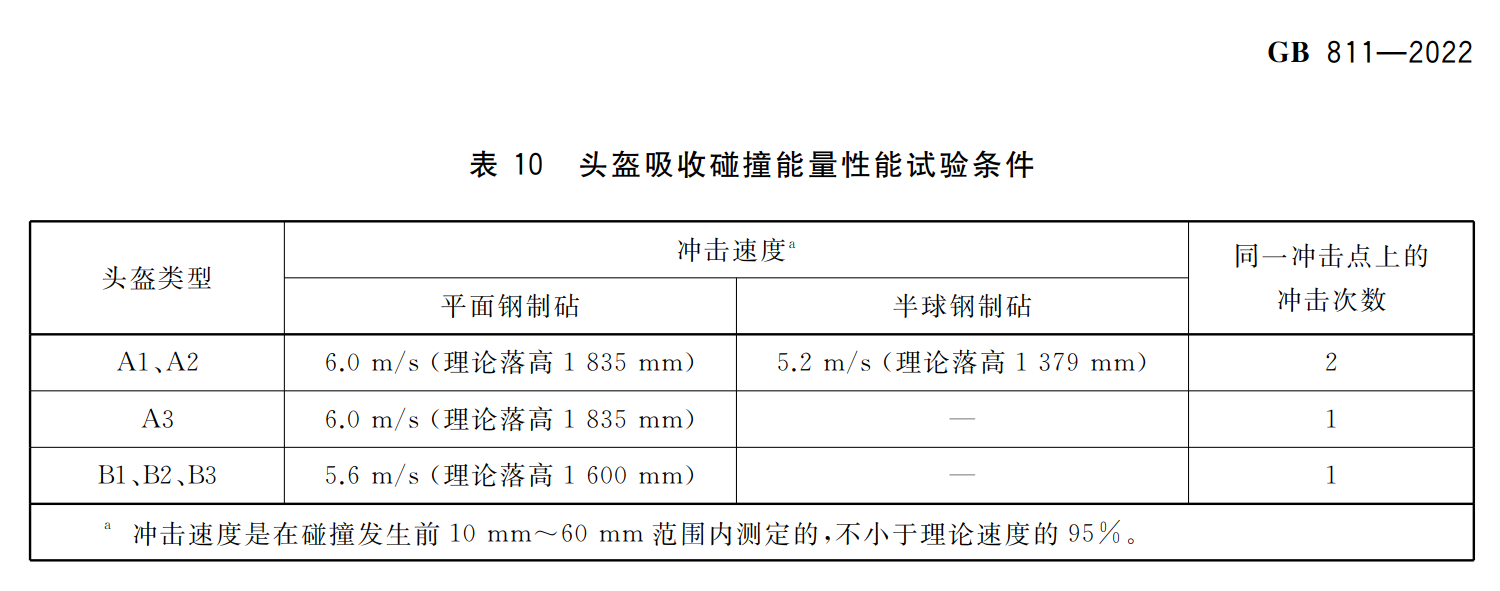 GB 811—2022
表 10 头盔吸收碰撞能量性能试验条件
头盔类型
冲击速度ᵃ
同一冲击点上的
冲击次数
平面钢制砧
半球钢制砧
A1、A2
6.0 m/s (理论落高 1 835 mm)
5.2 m/s (理论落高 1 379 mm)
2
A3
6.0 m/s (理论落高 1 835 mm)
—
1
B1、B2、B3
5.6 m/s (理论落高 1 600 mm)
—
1
ᵃ 冲击速度是在碰撞发生前 10 mm～60 mm 范围内测定的,不小于理论速度的 95%。